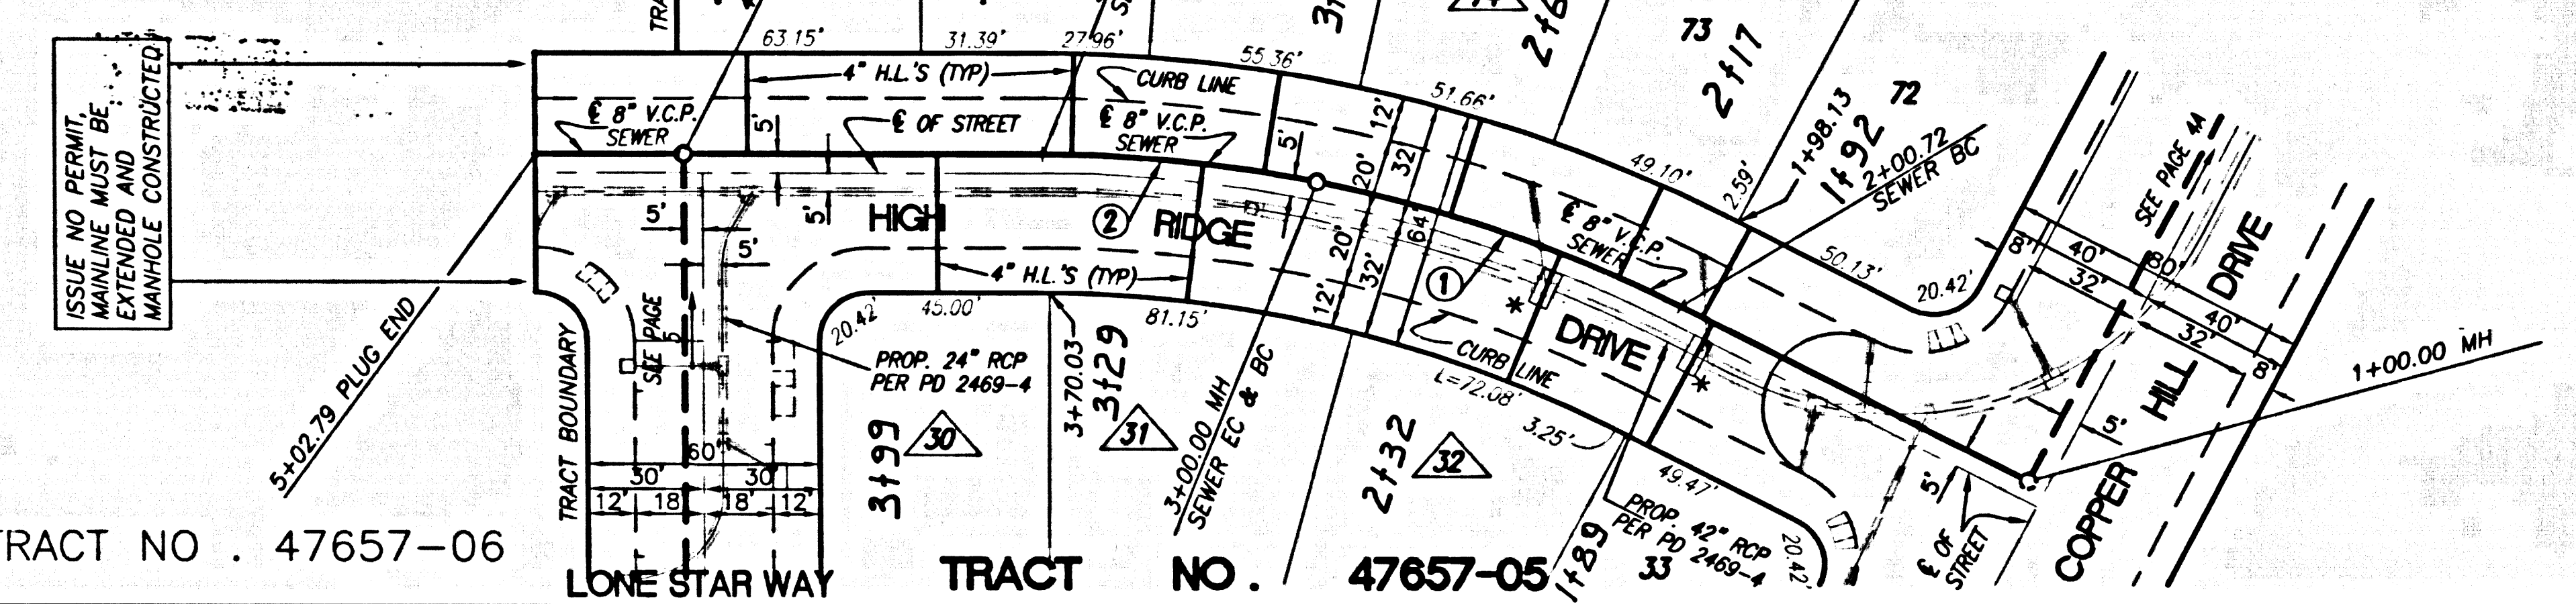 ISSUE NO PERMIT,
MAINLINE MUST BE
EXTENDED AND
MANHOLE CONSTRUCTED
63.15'
31.39'
27.96'
55.36'
51.66'
49.10'
2.59'
50.13'
20.42'
73
2+17
72
1+98.13
1+92
2+00.72
SEWER BC
4" H.L.'S (TYP)
CURB LINE
℄ 8" V.C.P.
SEWER
℄ OF STREET
℄ 8" V.C.P.
SEWER
5'
5'
12'
20'
32'
64'
20'
32'
12'
5'
5'
5'
HIGH
RIDGE
DRIVE
2
1
℄ 8" V.C.P.
SEWER
4" H.L.'S (TYP)
SEE PAGE 4A
8'
40'
80'
32'
40'
32'
8'
COPPER
HILL
DRIVE
1+00.00 MH
5'
5'
℄ OF
STREET
5+02.79 PLUG END
TRACT BOUNDARY
SEE PAGE
5
20.42'
45.00'
81.15'
PROP. 24" RCP
PER PD 2469-4
3+70.03
3+29
3+99
30
31
3+00.00 MH
SEWER EC & BC
CURB LINE
L=72.08'
3.25'
2+32
32
49.47'
PROP. 42" RCP
PER PD 2469-4
20.42'
1+89
33
60'
30'
30'
12'
18'
18'
12'
TRACT NO . 47657-06
LONE STAR WAY
TRACT NO. 47657-05